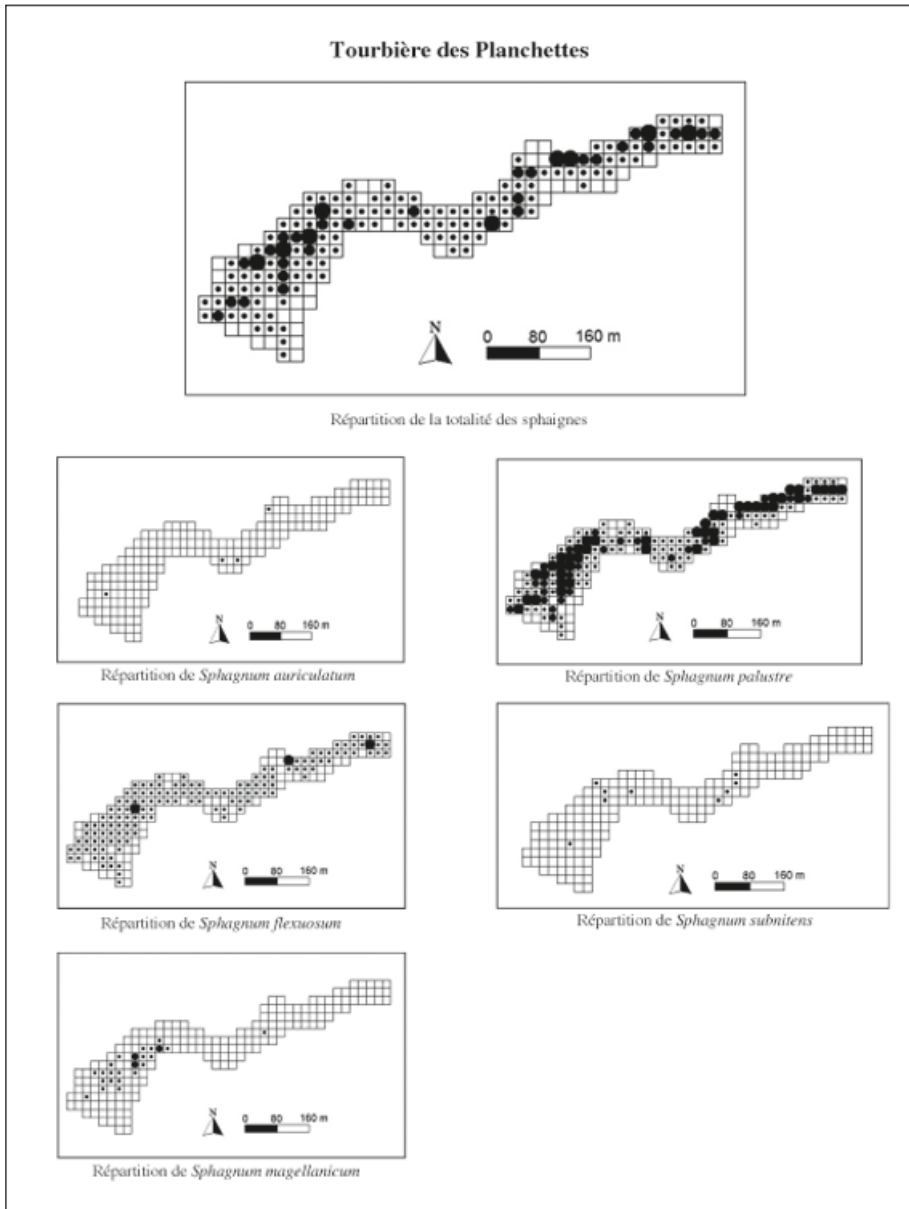 Tourbière des Planchettes
N
0 80 160 m
Répartition de la totalité des sphaignes
N
0 80 160 m
Répartition de Sphagnum auriculatum
N
0 80 160 m
Répartition de Sphagnum palustre
N
0 80 160 m
Répartition de Sphagnum flexuosum
N
0 80 160 m
Répartition de Sphagnum subnitens
N
0 80 160 m
Répartition de Sphagnum magellanicum